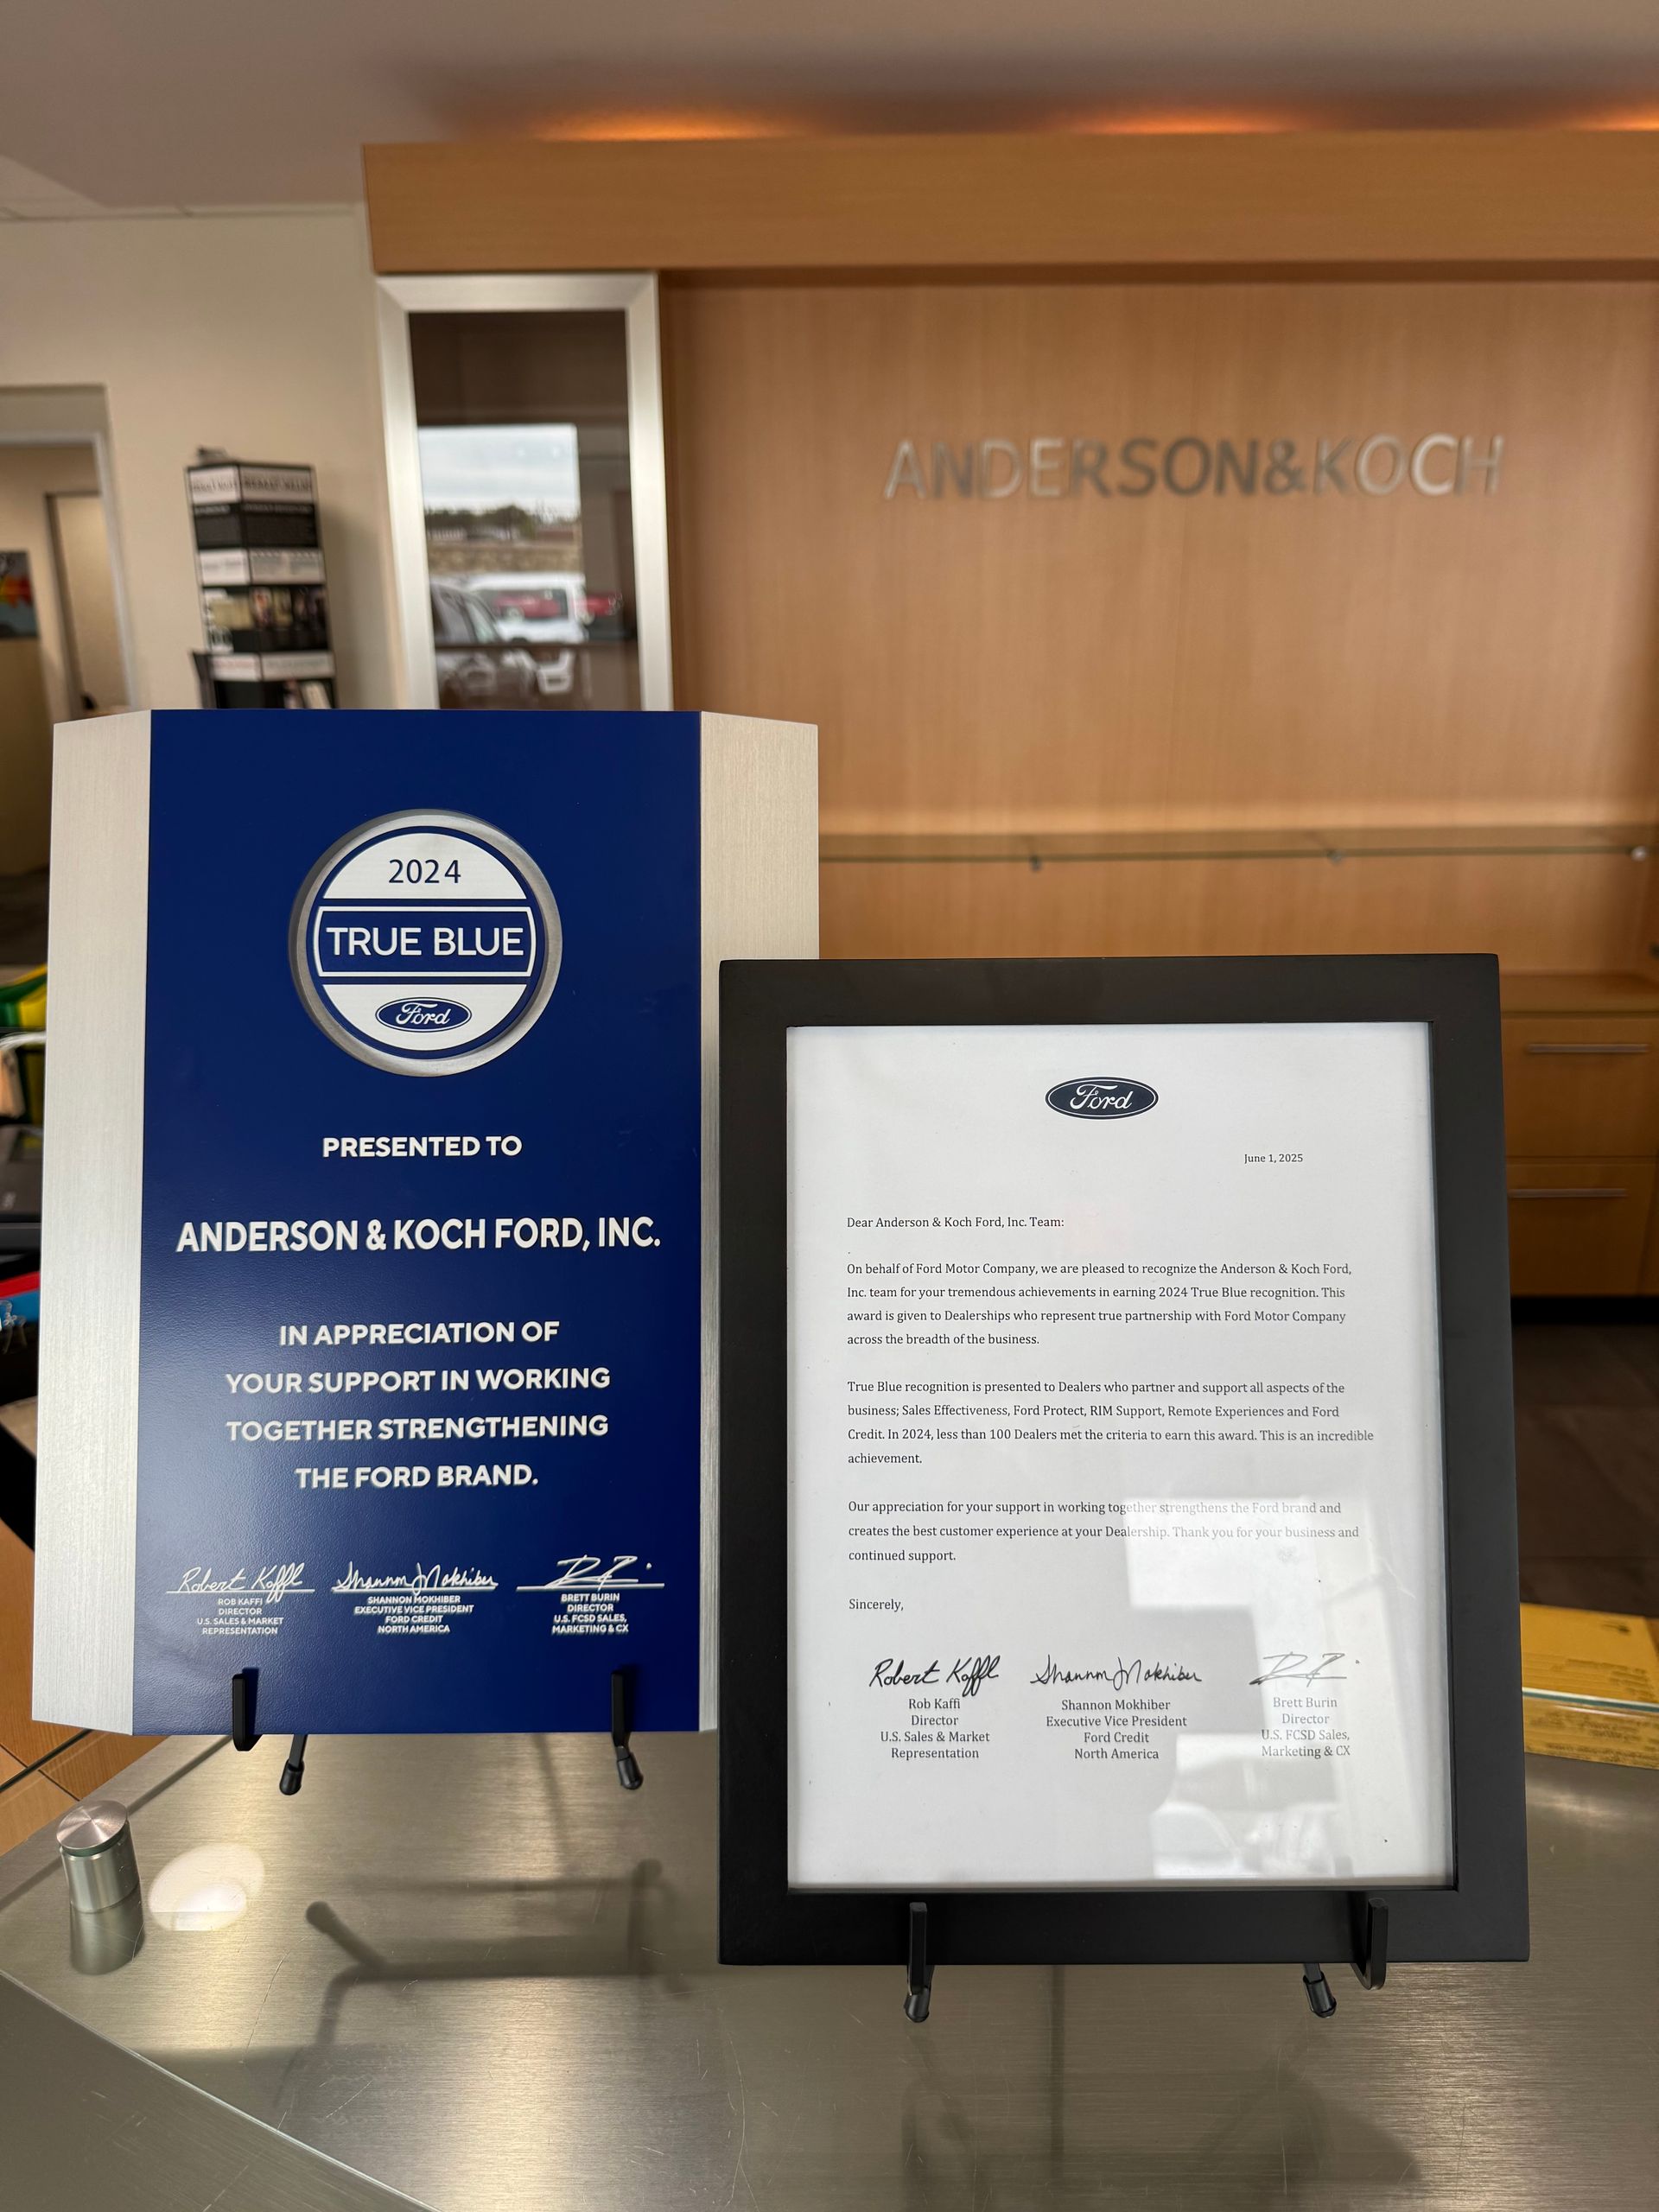 ANDERSON&KOCH
2024
TRUE BLUE
Ford
PRESENTED TO
ANDERSON & KOCH FORD, INC.
IN APPRECIATION OF
YOUR SUPPORT IN WORKING
TOGETHER STRENGTHENING
THE FORD BRAND.
Robert Kaffl
Shannon J Mokhiber
ROB KAFFI
DIRECTOR
U.S. SALES & MARKET
REPRESENTATION
SHANNON MOKHIBER
EXECUTIVE VICE PRESIDENT
FORD CREDIT
NORTH AMERICA
BRETT BURIN
DIRECTOR
U.S. FCSD SALES,
MARKETING & CX
Ford
June 1, 2025
Dear Anderson & Koch Ford, Inc. Team:
.
On behalf of Ford Motor Company, we are pleased to recognize the Anderson & Koch Ford,
Inc. team for your tremendous achievements in earning 2024 True Blue recognition. This
award is given to Dealerships who represent true partnership with Ford Motor Company
across the breadth of the business.
True Blue recognition is presented to Dealers who partner and support all aspects of the
business; Sales Effectiveness, Ford Protect, RIM Support, Remote Experiences and Ford
Credit. In 2024, less than 100 Dealers met the criteria to earn this award. This is an incredible
achievement.
Our appreciation for your support in working together strengthens the Ford brand and
creates the best customer experience at your Dealership. Thank you for your business and
continued support.
Sincerely,
Robert Kaffl
Shannon J Mokhiber
Rob Kaffi
Director
U.S. Sales & Market
Representation
Shannon Mokhiber
Executive Vice President
Ford Credit
North America
Brett Burin
Director
U.S. FCSD Sales,
Marketing & CX